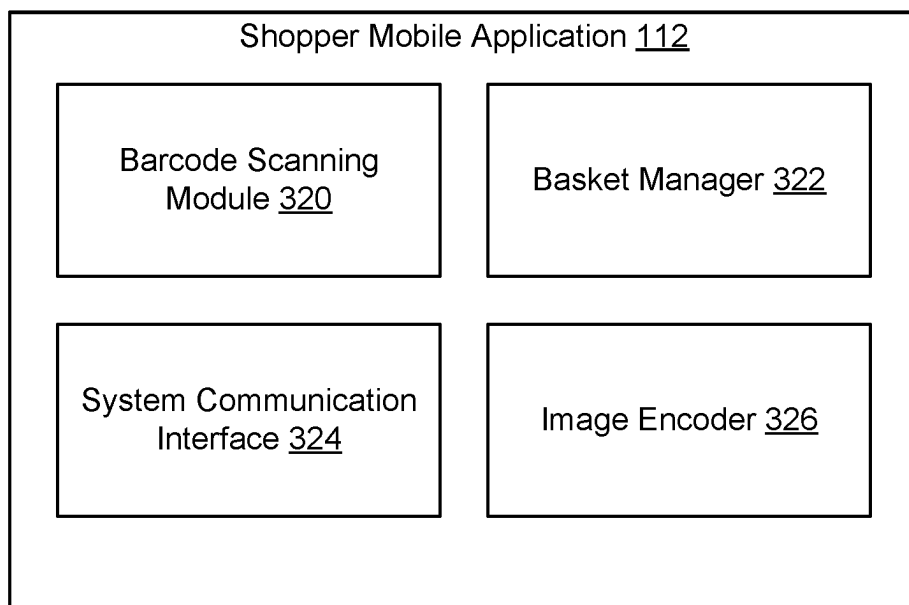 Shopper Mobile Application 112
Barcode Scanning
Module 320
Basket Manager 322
System Communication
Interface 324
Image Encoder 326